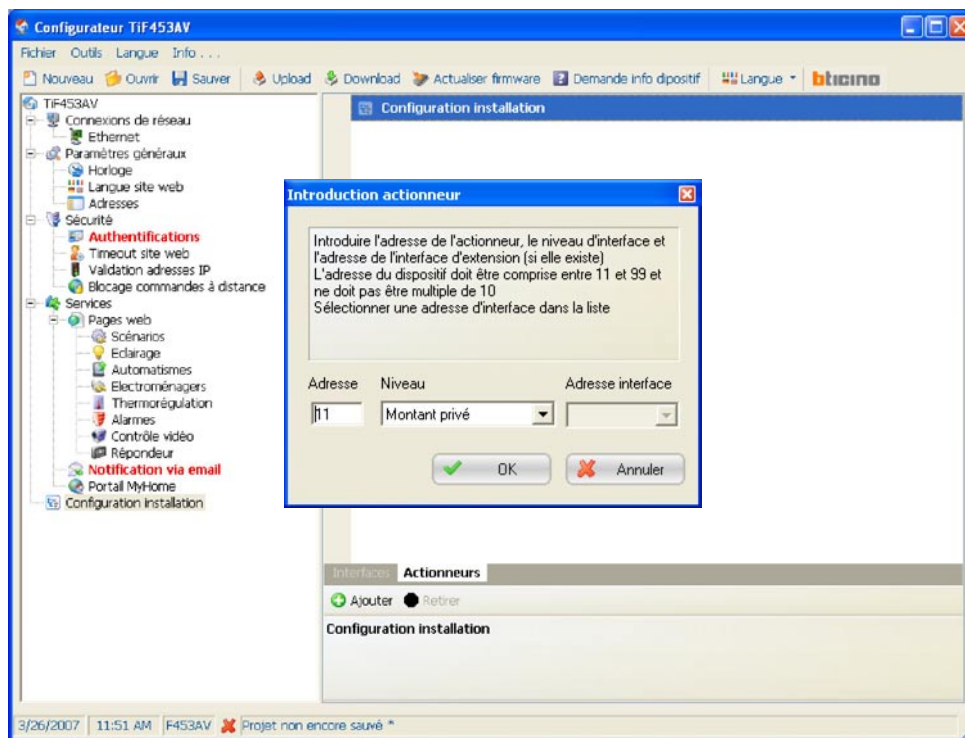 Configurateur TiF453AV
Fichier Outils Langue Info . . .
Nouveau Ouvrir Sauver Upload Download Actualiser firmware Demande info dipositif Langue bticino
TiF453AV
Connexions de réseau
Ethernet
Paramètres généraux
Horloge
Langue site web
Adresses
Sécurité
Authentifications
Timeout site web
Validation adresses IP
Blocage commandes à distance
Services
Pages web
Scénarios
Eclairage
Automatismes
Electroménagers
Thermorégulation
Alarmes
Contrôle vidéo
Répondeur
Notification via email
Portail MyHome
Configuration installation
Configuration installation
Introduction actionneur
Introduire l'adresse de l'actionneur, le niveau d'interface et
l'adresse de l'interface d'extension (si elle existe)
L'adresse du dispositif doit être comprise entre 11 et 99 et
ne doit pas être multiple de 10
Sélectionner une adresse d'interface dans la liste
Adresse Niveau Adresse interface
11 Montant privé
OK Annuler
Interfaces Actionneurs
Ajouter Retirer
Configuration installation
3/26/2007 11:51 AM F453AV Projet non encore sauvé *